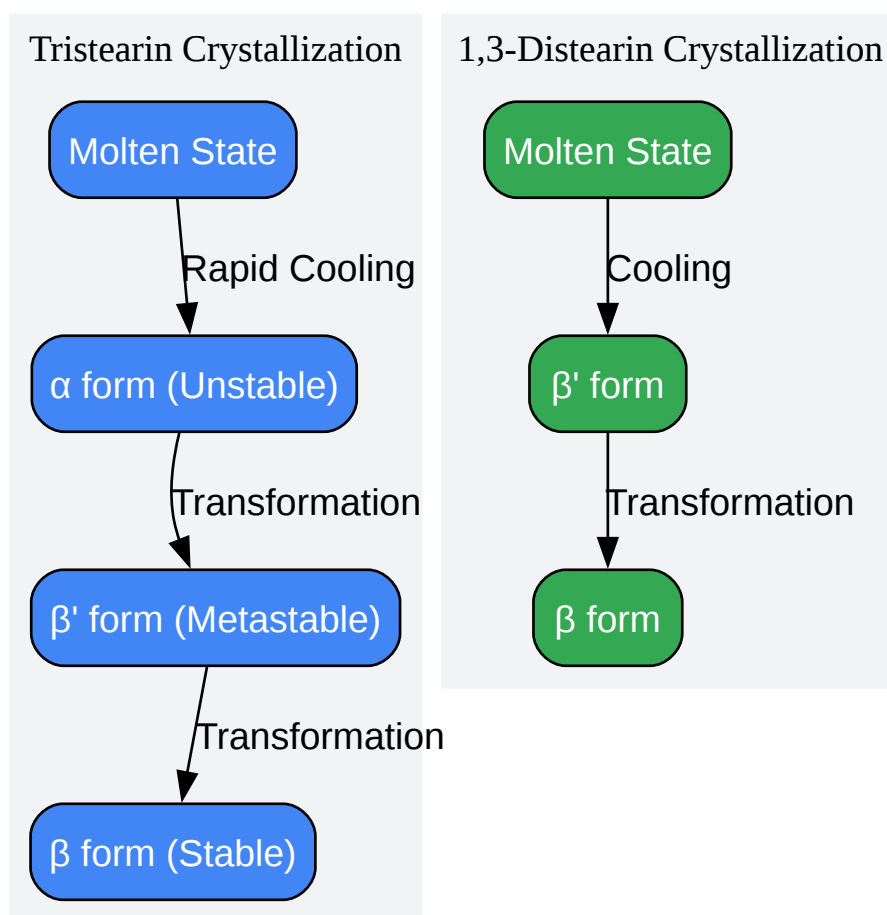 Tristearin Crystallization
Molten State
Rapid Cooling
α form (Unstable)
Transformation
β' form (Metastable)
Transformation
β form (Stable)
1,3-Distearin Crystallization
Molten State
Cooling
β' form
Transformation
β form